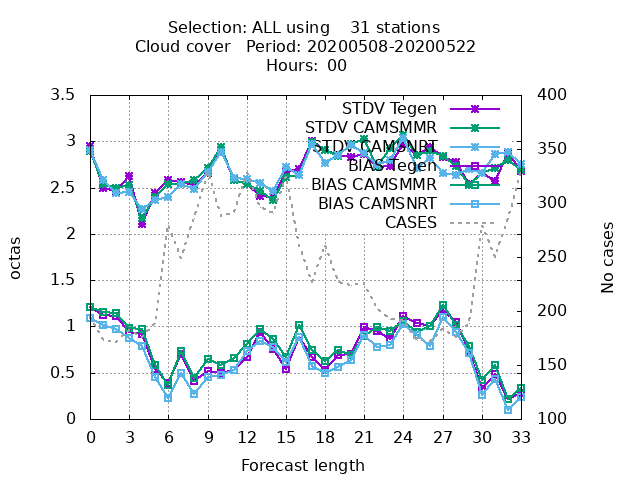 Selection: ALL using    31 stations
Cloud cover   Period: 20200508-20200522
Hours: 00
3.5
3
2.5
2
1.5
1
0.5
0
400
350
300
250
200
150
100
STDV Tegen
STDV CAMSMMR
STDV CAMSNRT
BIAS Tegen
BIAS CAMSMMR
BIAS CAMSNRT
CASES
octas
No cases
0 3 6 9 12 15 18 21 24 27 30 33
Forecast length